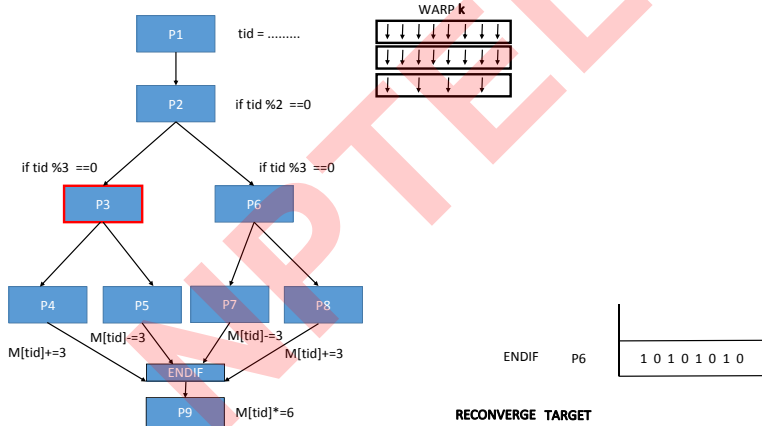 WARP k
P1
tid = .........
P2
if tid %2 ==0
if tid %3 ==0
if tid %3 ==0
P3
P6
P4
P5
P7
P8
M[tid]+=3
M[tid]-=3
M[tid]-=3
M[tid]+=3
ENDIF
P9
M[tid]*=6
ENDIF P6 1 0 1 0 1 0 1 0
RECONVERGE TARGET
NPTEL